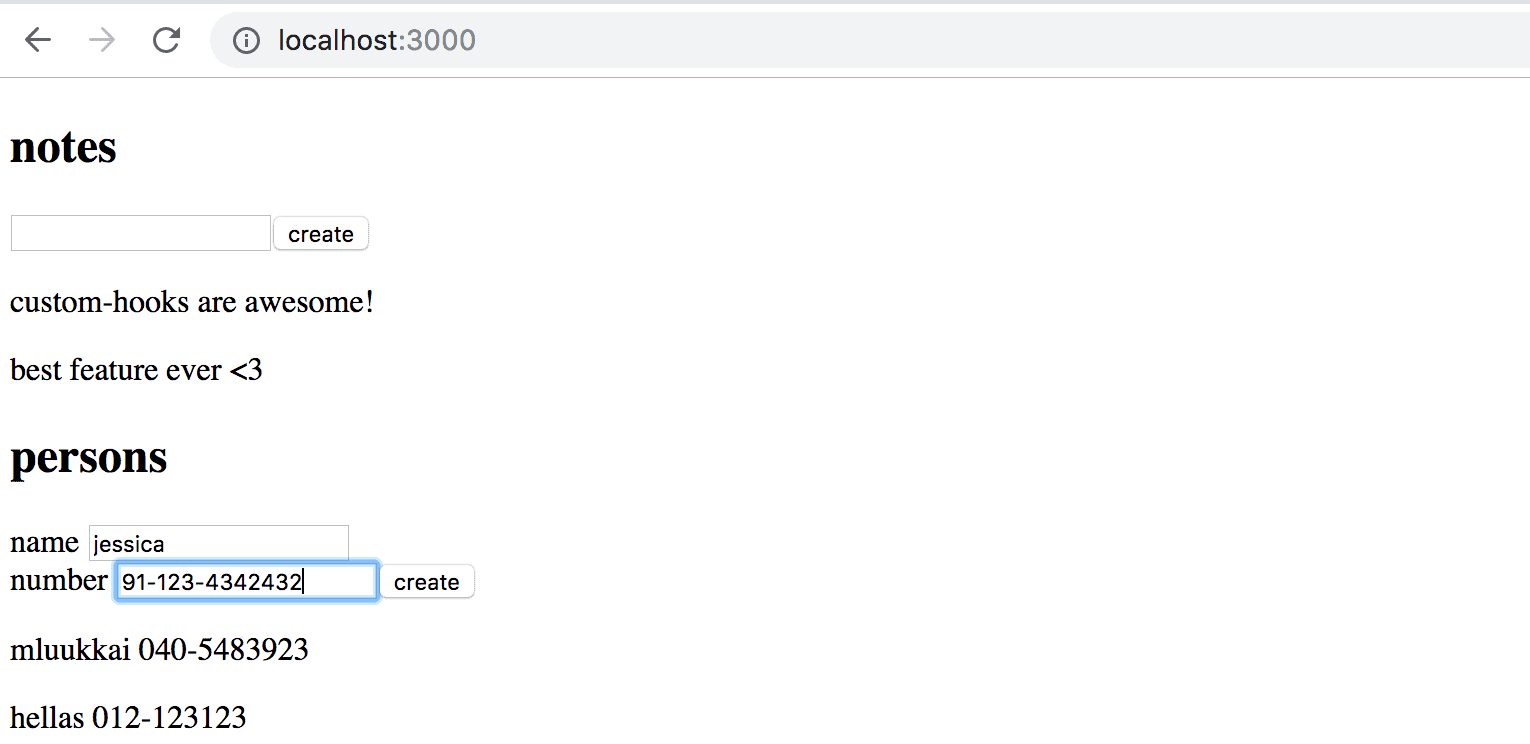 localhost:3000
notes
create
custom-hooks are awesome!
best feature ever <3
persons
name jessica
number 91-123-4342432 create
mluukkai 040-5483923
hellas 012-123123